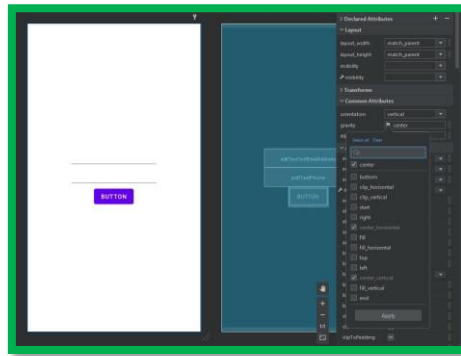 Declared Attributes
Layout
layout_width match_parent
layout_height match_parent
visibility
visibility
Transforms
Common Attributes
orientation vertical
gravity center
Select all Clear
center
bottom
clip_horizontal
clip_vertical
start
right
center_horizontal
fill
fill_horizontal
top
left
center_vertical
fill_vertical
end
Apply
clipToPadding
editTextPhone
BUTTON
BUTTON
1:1